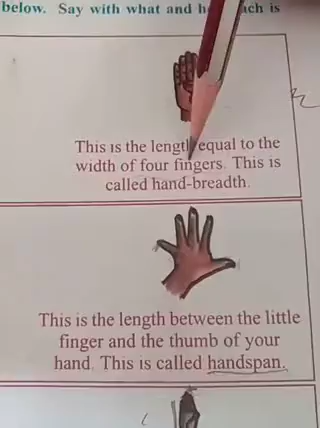 below. Say with what and is
This is the length equal to the
width of four fingers. This is
called hand-breadth.
This is the length between the little
finger and the thumb of your
hand. This is called handspan.